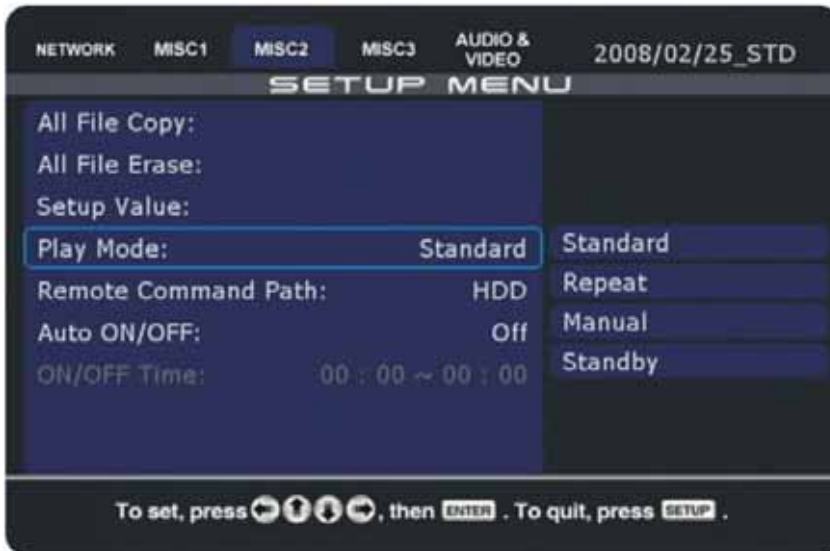 NETWORK MISC1 MISC2 MISC3 AUDIO & VIDEO 2008/02/25_STD
SETUP MENU
All File Copy:
All File Erase:
Setup Value:
Play Mode: Standard
Standard
Remote Command Path: HDD
Repeat
Auto ON/OFF: Off
Manual
ON/OFF Time: 00 : 00 ~ 00 : 00
Standby
To set, press , then ENTER . To quit, press SETUP .